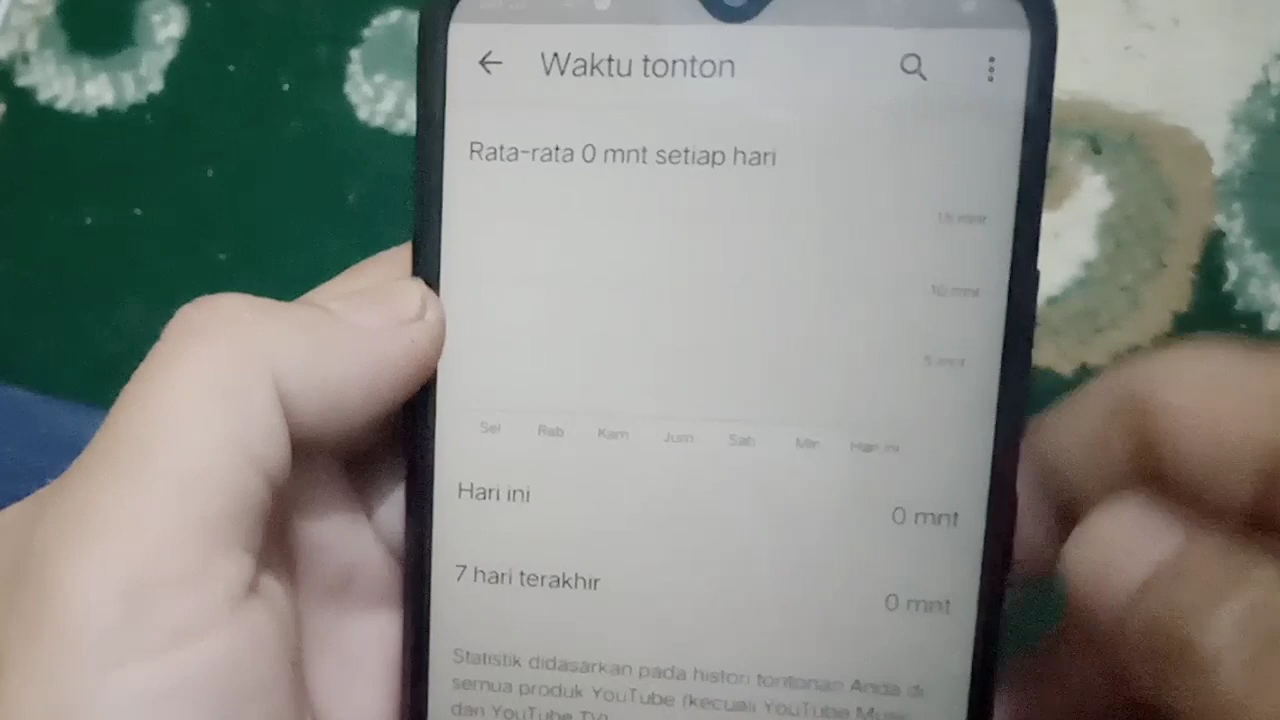 Waktu tonton
Rata-rata 0 mnt setiap hari
15 mnt
10 mnt
5 mnt
Sel Rab Kam Jum Sab Min Hari ini
Hari ini
0 mnt
7 hari terakhir
0 mnt
Statistik didasarkan pada histori tontonan Anda di
semua produk YouTube (kecuali YouTube Music
dan YouTube TV)